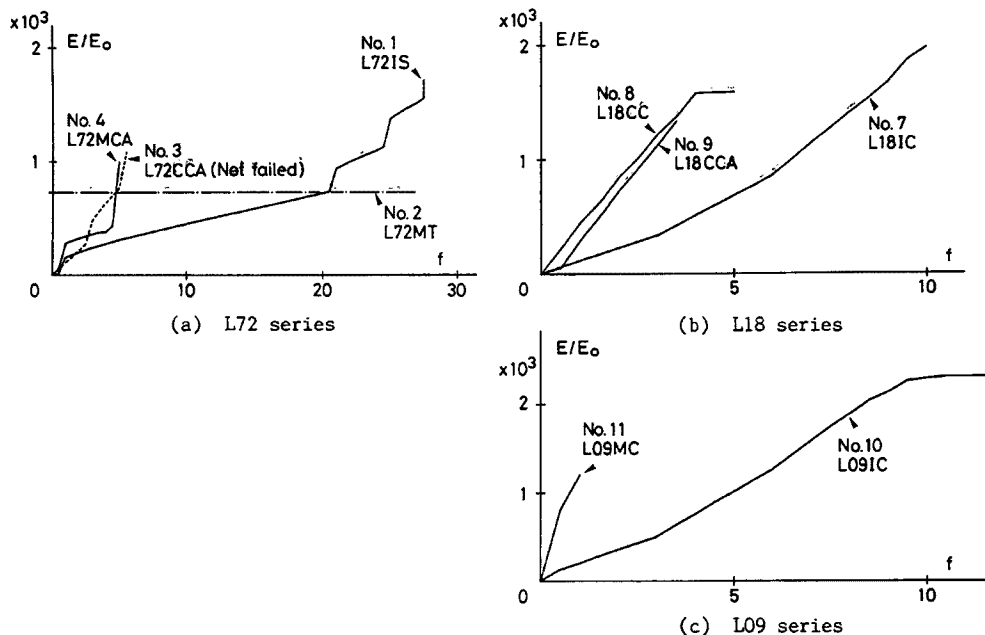 x10³
E/E₀
2
1
0
10
20
30
f
No.1
L72IS
No.4
L72MCA
No.3
L72CCA (Not failed)
No.2
L72MT
(a) L72 series
x10³
E/E₀
2
1
0
5
10
f
No.8
L18CC
No.9
L18CCA
No.7
L18IC
(b) L18 series
x10³
E/E₀
2
1
0
5
10
f
No.11
L09MC
No.10
L09IC
(c) L09 series